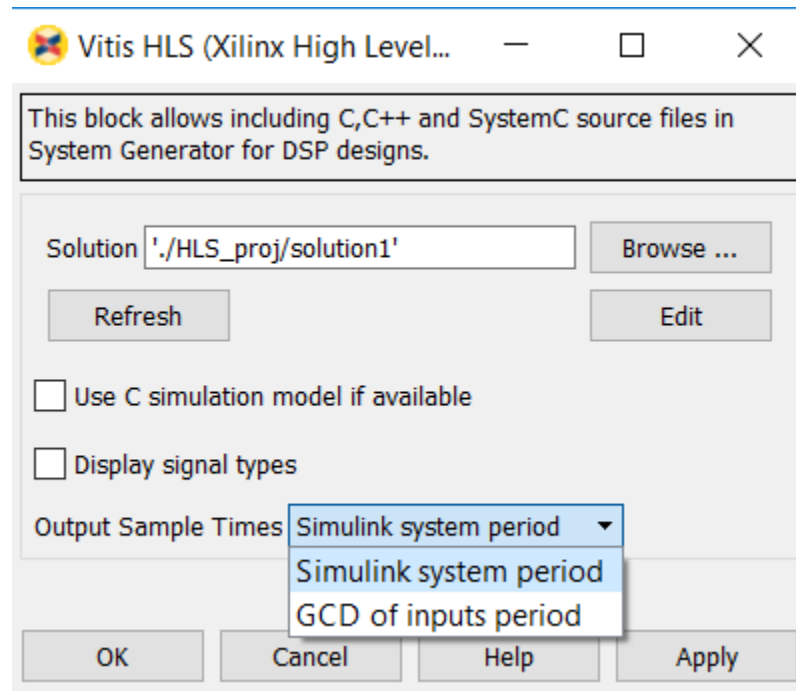 Vitis HLS (Xilinx High Level...
This block allows including C,C++ and SystemC source files in
System Generator for DSP designs.
Solution './HLS_proj/solution1' Browse ...
Refresh Edit
Use C simulation model if available
Display signal types
Output Sample Times Simulink system period
Simulink system period
GCD of inputs period
OK Cancel Help Apply